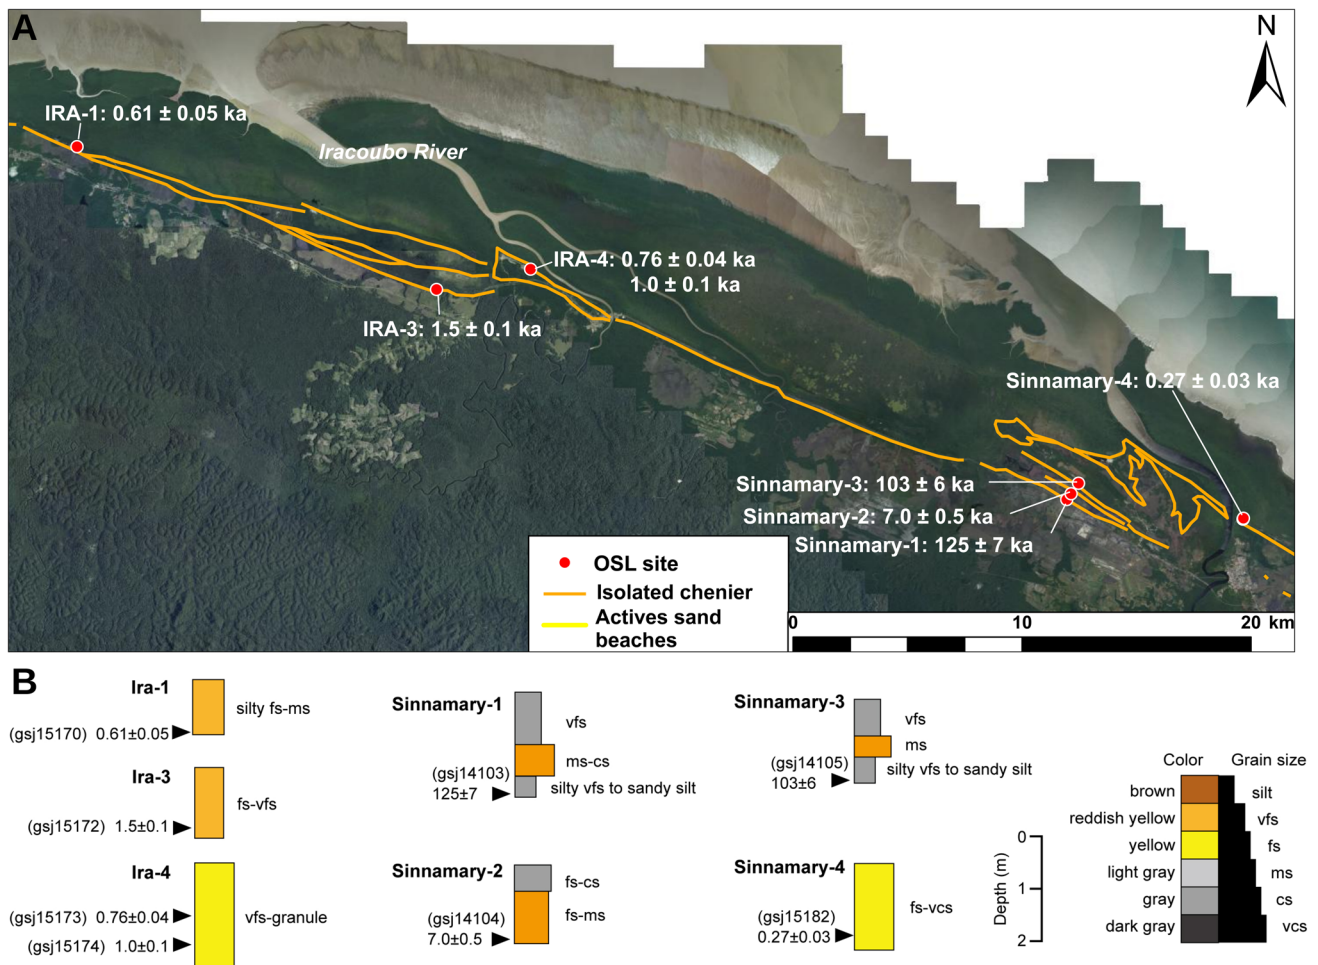 A
N
IRA-1: 0.61 ± 0.05 ka
Iracoubo River
IRA-4: 0.76 ± 0.04 ka
1.0 ± 0.1 ka
IRA-3: 1.5 ± 0.1 ka
Sinnamary-4: 0.27 ± 0.03 ka
Sinnamary-3: 103 ± 6 ka
Sinnamary-2: 7.0 ± 0.5 ka
Sinnamary-1: 125 ± 7 ka
OSL site
Isolated chenier
Actives sand
beaches
0 10 20 km
B
Ira-1
silty fs-ms
(gsj15170) 0.61±0.05
Ira-3
fs-vfs
(gsj15172) 1.5±0.1
Ira-4
(gsj15173) 0.76±0.04
vfs-granule
(gsj15174) 1.0±0.1
Sinnamary-1
vfs
ms-cs
(gsj14103)
125±7
silty vfs to sandy silt
Sinnamary-2
fs-cs
fs-ms
(gsj14104)
7.0±0.5
Sinnamary-3
vfs
ms
(gsj14105)
silty vfs to sandy silt
103±6
Sinnamary-4
fs-vcs
(gsj15182)
0.27±0.03
Depth (m)
0
1
2
Color Grain size
brown silt
reddish yellow vfs
yellow fs
light gray ms
gray cs
dark gray vcs